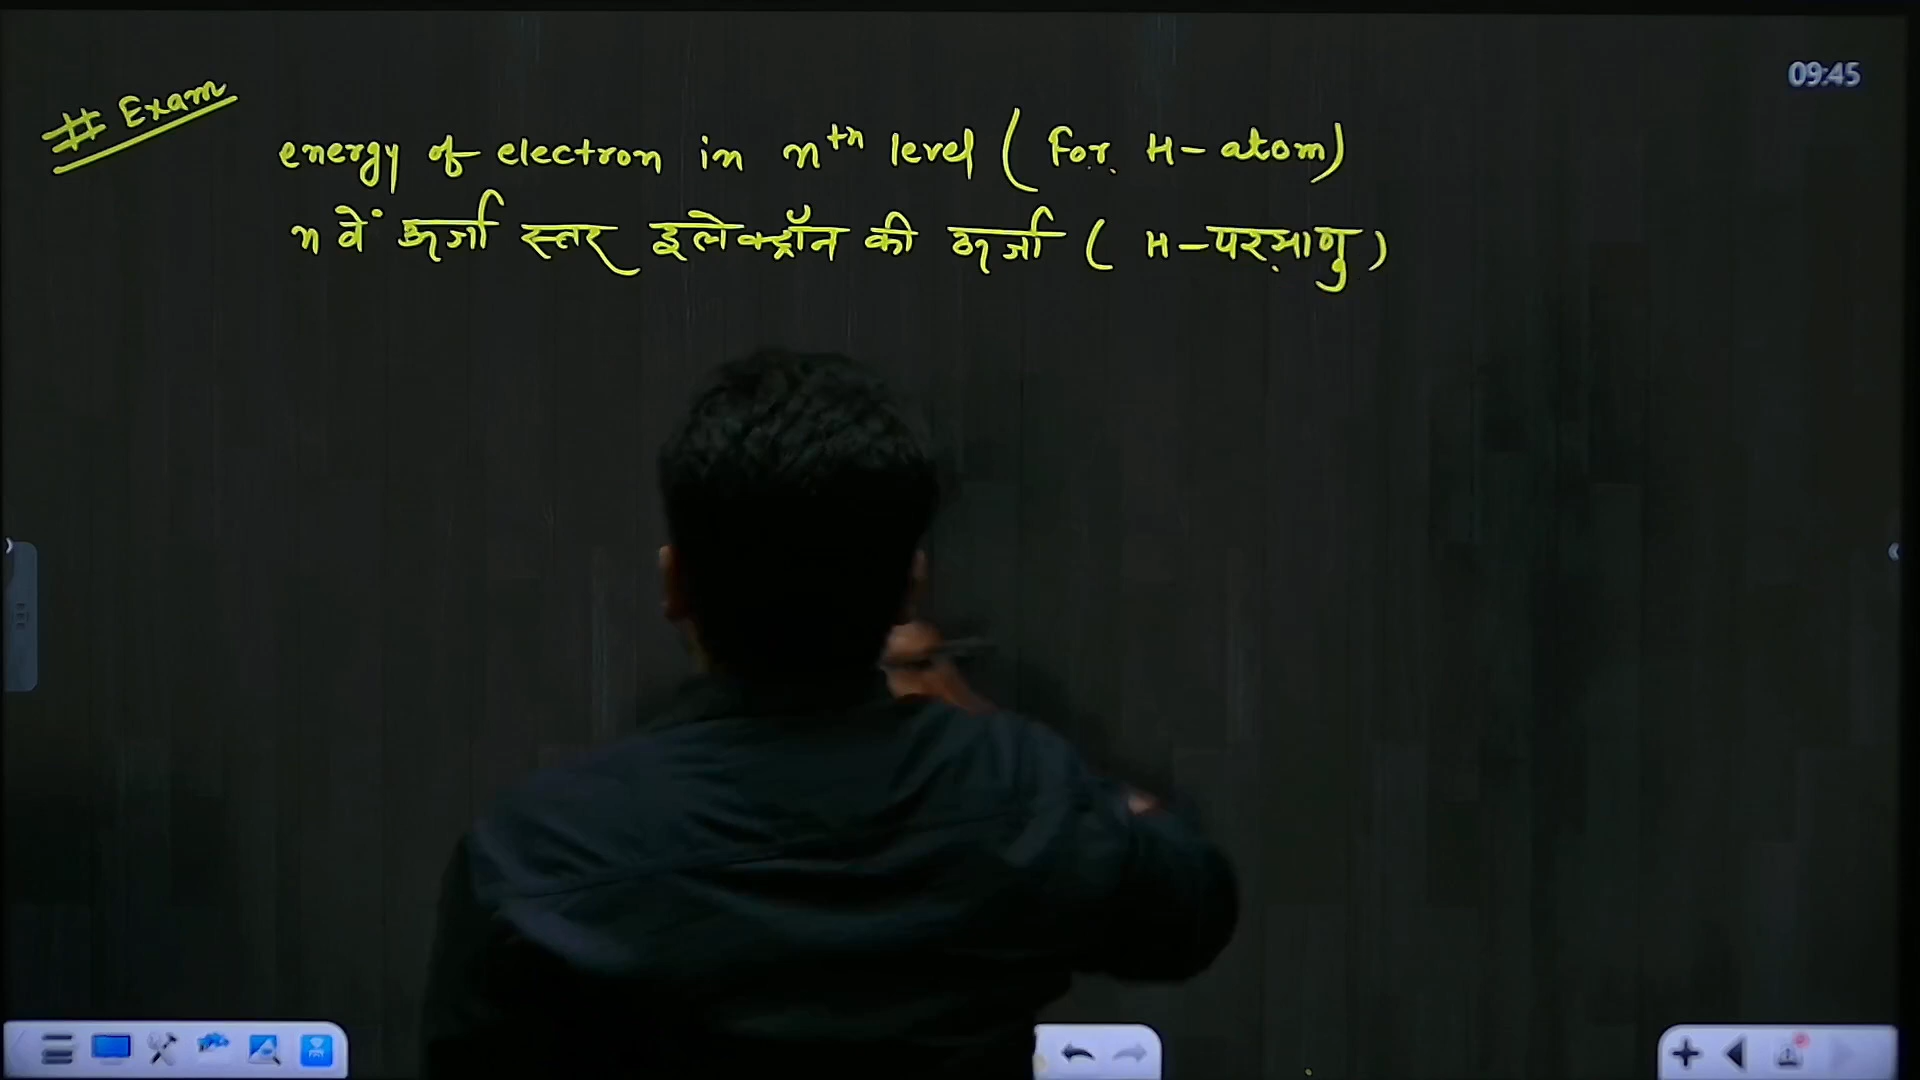 # Exam
09:45
energy of electron in nth level (for H-atom)
n वें ऊर्जा स्तर इलेक्ट्रॉन की ऊर्जा (H-परमाणु)